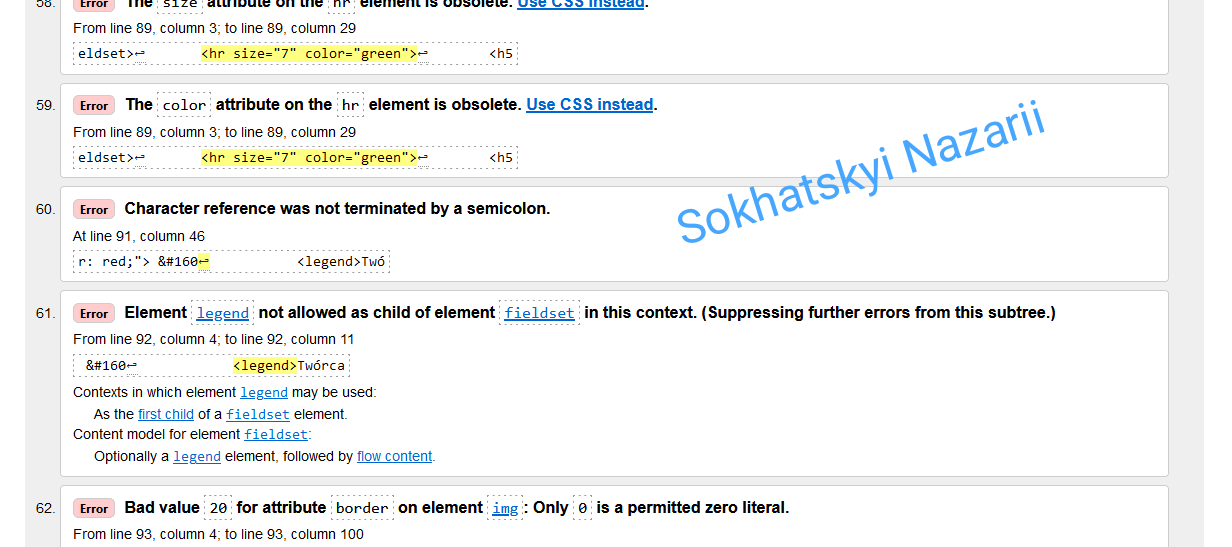 58. Error The size attribute on the hr element is obsolete. Use CSS instead.
From line 89, column 3; to line 89, column 29
eldset>↩ <hr size="7" color="green">↩ <h5
59. Error The color attribute on the hr element is obsolete. Use CSS instead.
From line 89, column 3; to line 89, column 29
eldset>↩ <hr size="7" color="green">↩ <h5
Sokhatskyi Nazarii
60. Error Character reference was not terminated by a semicolon.
At line 91, column 46
r: red;"> &#160↩ <legend>Twó
61. Error Element legend not allowed as child of element fieldset in this context. (Suppressing further errors from this subtree.)
From line 92, column 4; to line 92, column 11
&#160↩ <legend>Twórca
Contexts in which element legend may be used:
As the first child of a fieldset element.
Content model for element fieldset:
Optionally a legend element, followed by flow content.
62. Error Bad value 20 for attribute border on element img: Only 0 is a permitted zero literal.
From line 93, column 4; to line 93, column 100